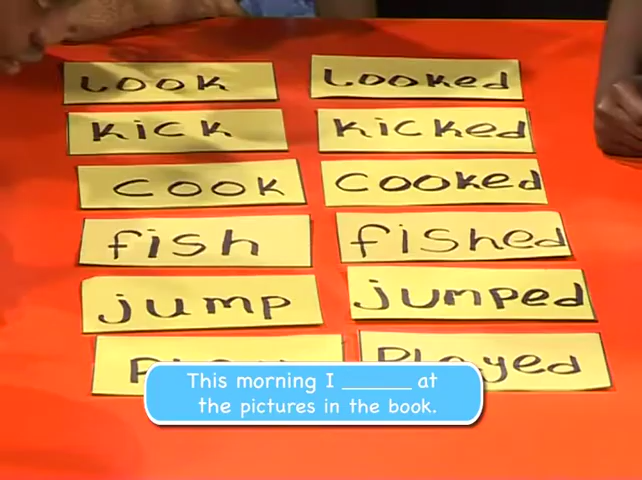 Look Looked
kick kicked
cook cooked
fish fished
jump jumped
Played
This morning I ______ at
the pictures in the book.